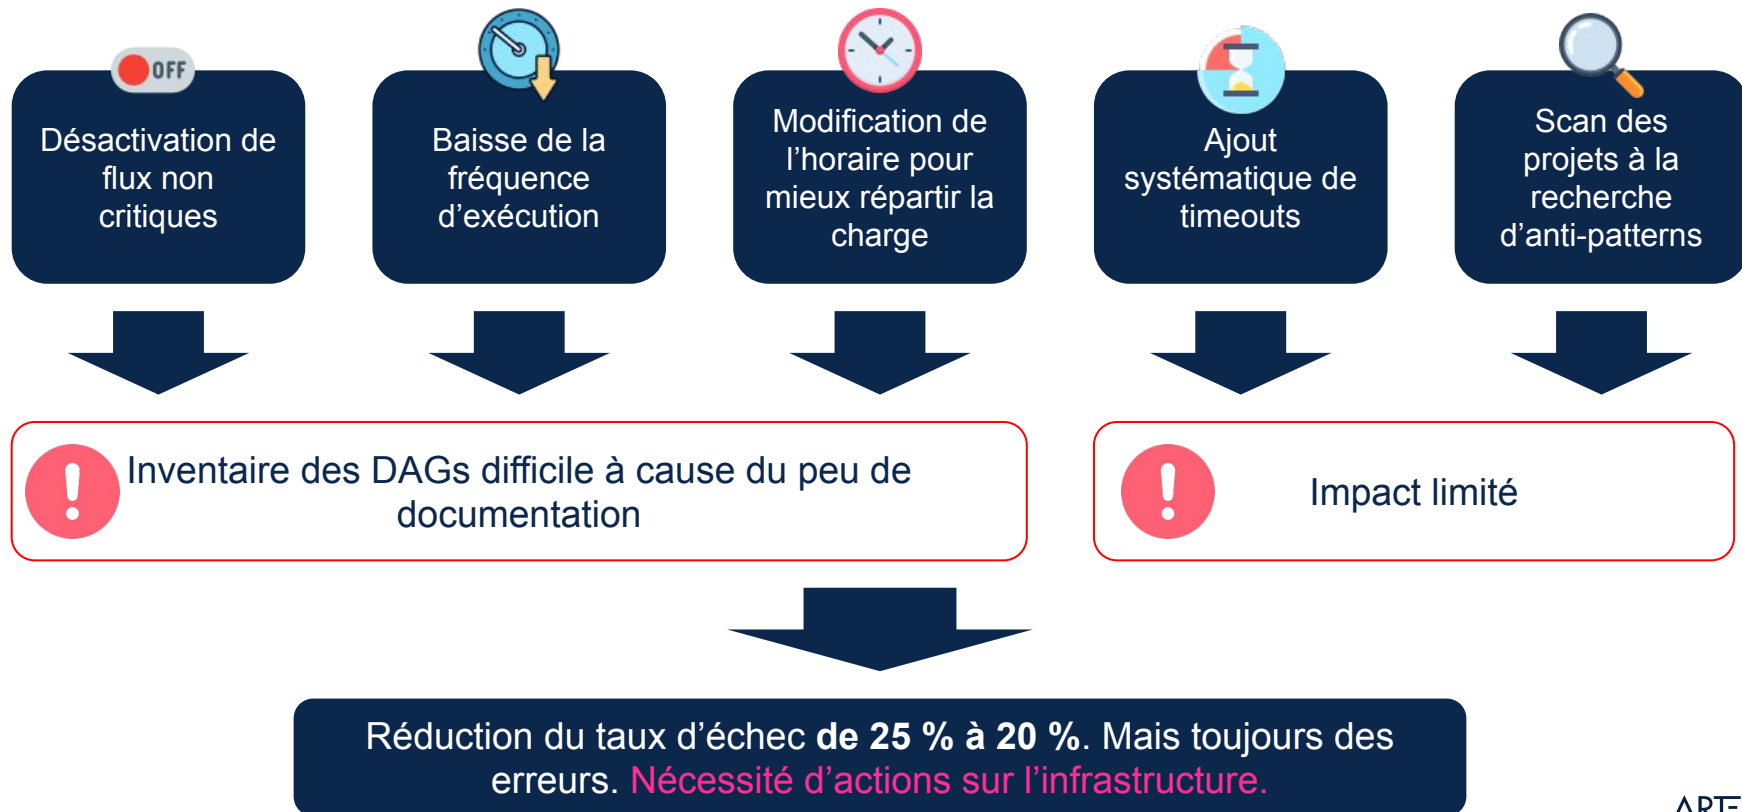 OFF
Désactivation de
flux non
critiques
Baisse de la
fréquence
d’exécution
Modification de
l’horaire pour
mieux répartir la
charge
Ajout
systématique de
timeouts
Scan des
projets à la
recherche
d’anti-patterns
Inventaire des DAGs difficile à cause du peu de
documentation
Impact limité
Réduction du taux d’échec de 25 % à 20 %. Mais toujours des
erreurs. Nécessité d’actions sur l’infrastructure.